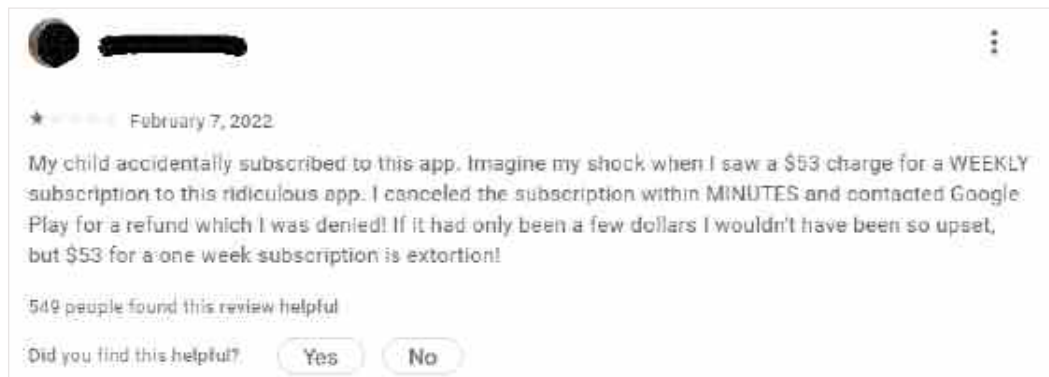 February 7, 2022
My child accidentally subscribed to this app. Imagine my shock when I saw a $53 charge for a WEEKLY
subscription to this ridiculous app. I canceled the subscription within MINUTES and contacted Google
Play for a refund which I was denied! If it had only been a few dollars I wouldn't have been so upset,
but $53 for a one week subscription is extortion!
549 people found this review helpful
Did you find this helpful?
Yes
No